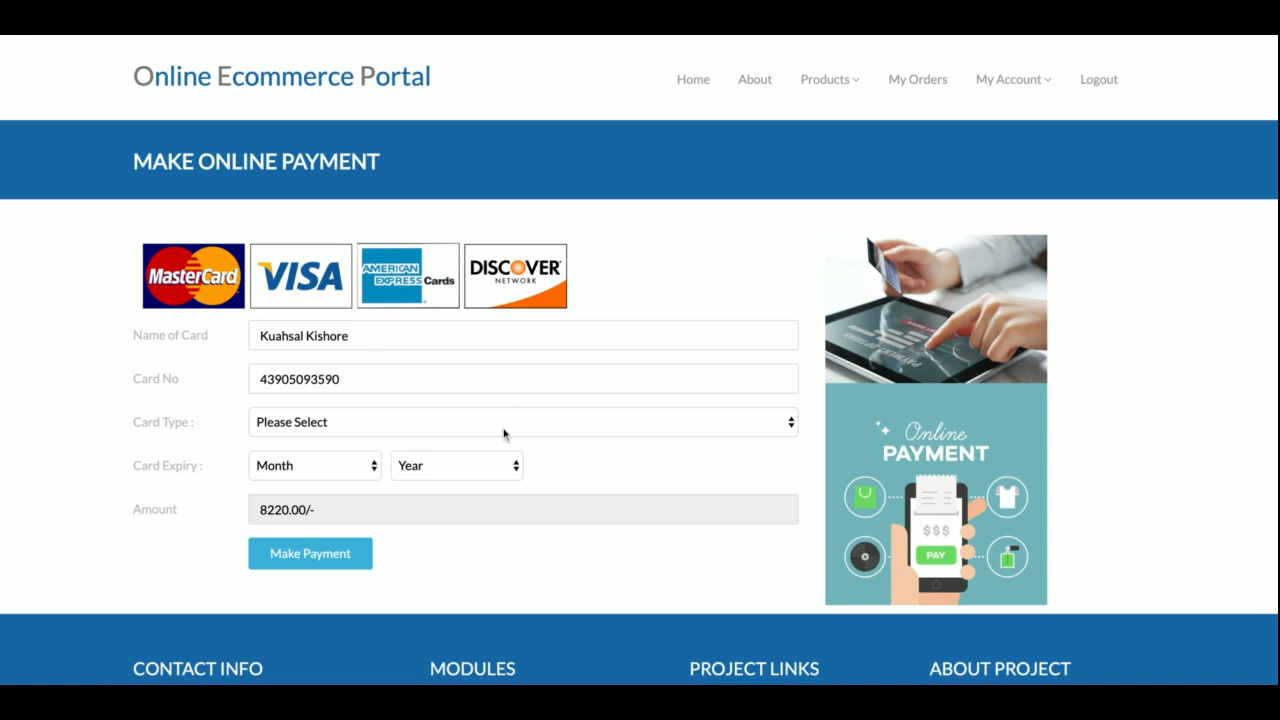 Online Ecommerce Portal
Home About Products My Orders My Account Logout
MAKE ONLINE PAYMENT
MasterCard VISA AMERICAN EXPRESS Cards DISCOVER NETWORK
Name of Card Kuahsal Kishore
Card No 43905093590
Card Type : Please Select
Card Expiry : Month Year
Amount 8220.00/-
Make Payment
Online
PAYMENT
$$$
PAY
CONTACT INFO MODULES PROJECT LINKS ABOUT PROJECT